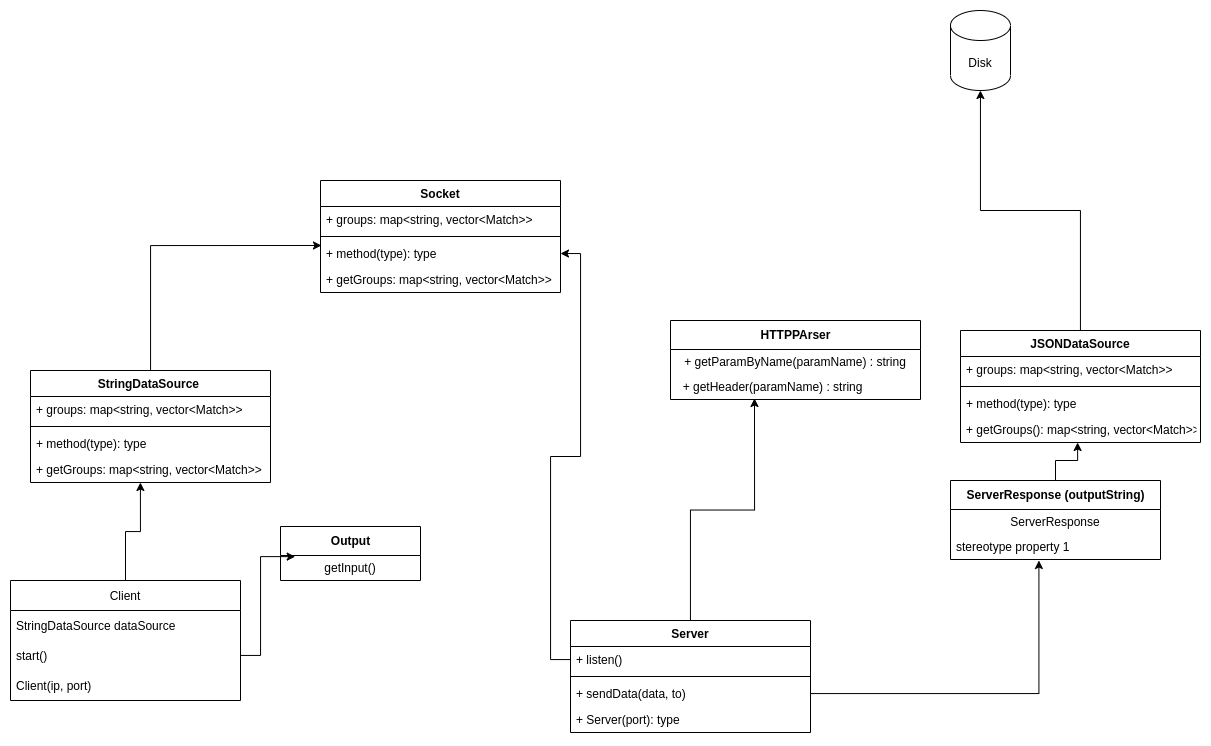 Disk
Socket
+ groups: map<string, vector<Match>>
+ method(type): type
+ getGroups: map<string, vector<Match>>
HTTPPArser
+ getParamByName(paramName) : string
+ getHeader(paramName) : string
JSONDataSource
+ groups: map<string, vector<Match>>
+ method(type): type
+ getGroups(): map<string, vector<Match>>
StringDataSource
+ groups: map<string, vector<Match>>
+ method(type): type
+ getGroups: map<string, vector<Match>>
ServerResponse (outputString)
ServerResponse
stereotype property 1
Output
getInput()
Client
StringDataSource dataSource
start()
Client(ip, port)
Server
+ listen()
+ sendData(data, to)
+ Server(port): type